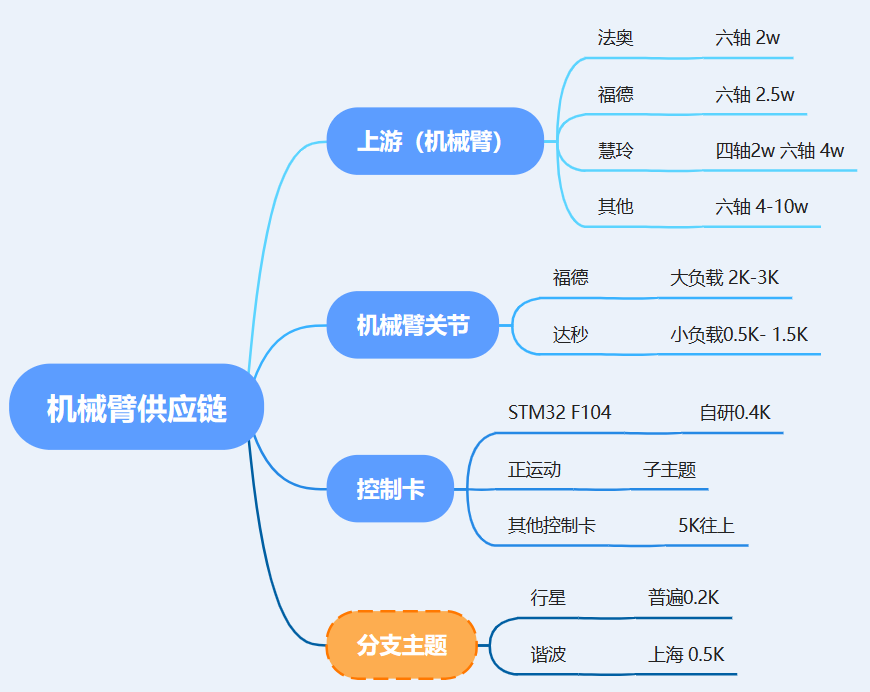 机械臂供应链
上游（机械臂）
法奥 六轴 2w
福德 六轴 2.5w
慧玲 四轴2w 六轴 4w
其他 六轴 4-10w
机械臂关节
福德 大负载 2K-3K
达秒 小负载0.5K- 1.5K
控制卡
STM32 F104 自研0.4K
正运动 子主题
其他控制卡 5K往上
分支主题
行星 普遍0.2K
谐波 上海 0.5K